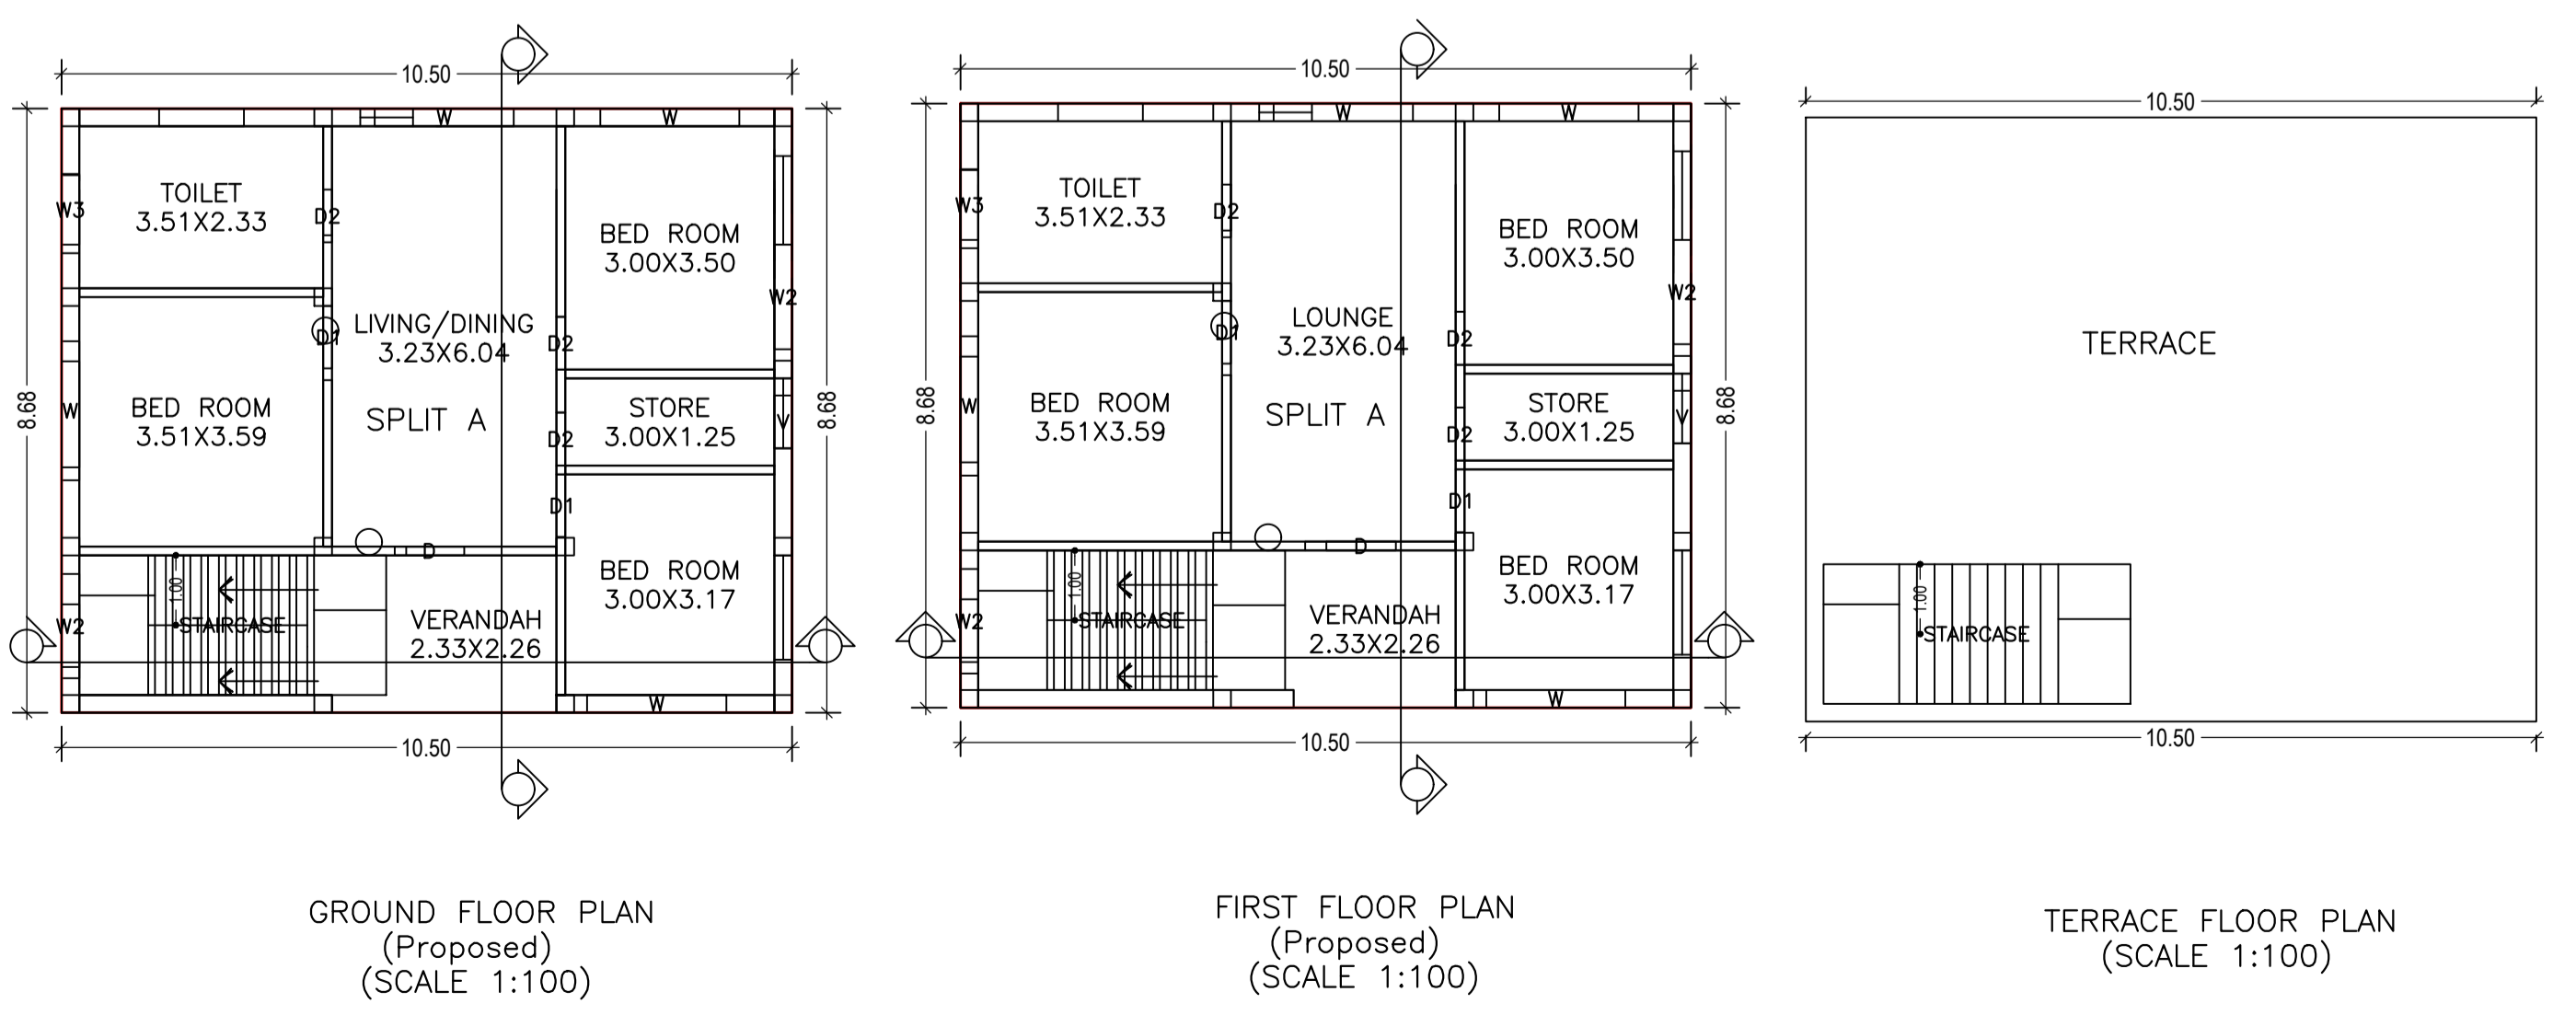 10.50
W
W
TOILET
3.51X2.33
W3
D2
BED ROOM
3.00X3.50
W2
D1
LIVING/DINING
3.23X6.04
D2
8.68
W
BED ROOM
3.51X3.59
SPLIT A
D2
STORE
3.00X1.25
V
8.68
D1
D
1.00
STAIRCASE
W2
VERANDAH
2.33X2.26
BED ROOM
3.00X3.17
W
10.50
GROUND FLOOR PLAN
(Proposed)
(SCALE 1:100)
10.50
W
W
TOILET
3.51X2.33
W3
D2
BED ROOM
3.00X3.50
W2
D1
LOUNGE
3.23X6.04
D2
8.68
W
BED ROOM
3.51X3.59
SPLIT A
D2
STORE
3.00X1.25
V
8.68
D1
D
1.00
STAIRCASE
W2
VERANDAH
2.33X2.26
BED ROOM
3.00X3.17
W
10.50
FIRST FLOOR PLAN
(Proposed)
(SCALE 1:100)
10.50
TERRACE
1.00
STAIRCASE
10.50
TERRACE FLOOR PLAN
(SCALE 1:100)